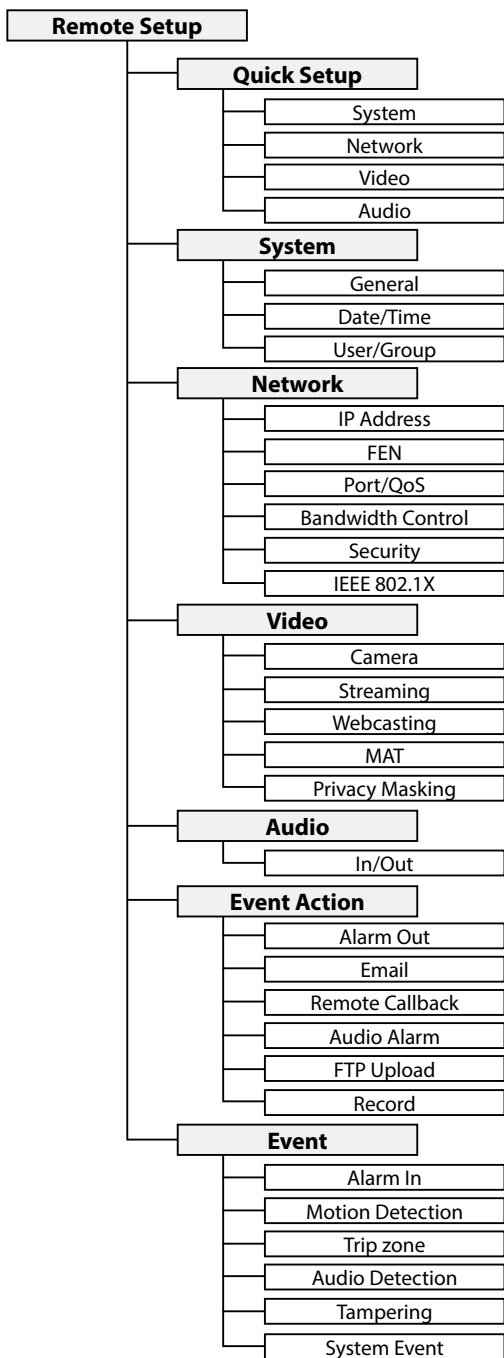 Remote Setup
Quick Setup
System
Network
Video
Audio
System
General
Date/Time
User/Group
Network
IP Address
FEN
Port/QoS
Bandwidth Control
Security
IEEE 802.1X
Video
Camera
Streaming
Webcasting
MAT
Privacy Masking
Audio
In/Out
Event Action
Alarm Out
Email
Remote Callback
Audio Alarm
FTP Upload
Record
Event
Alarm In
Motion Detection
Trip zone
Audio Detection
Tampering
System Event